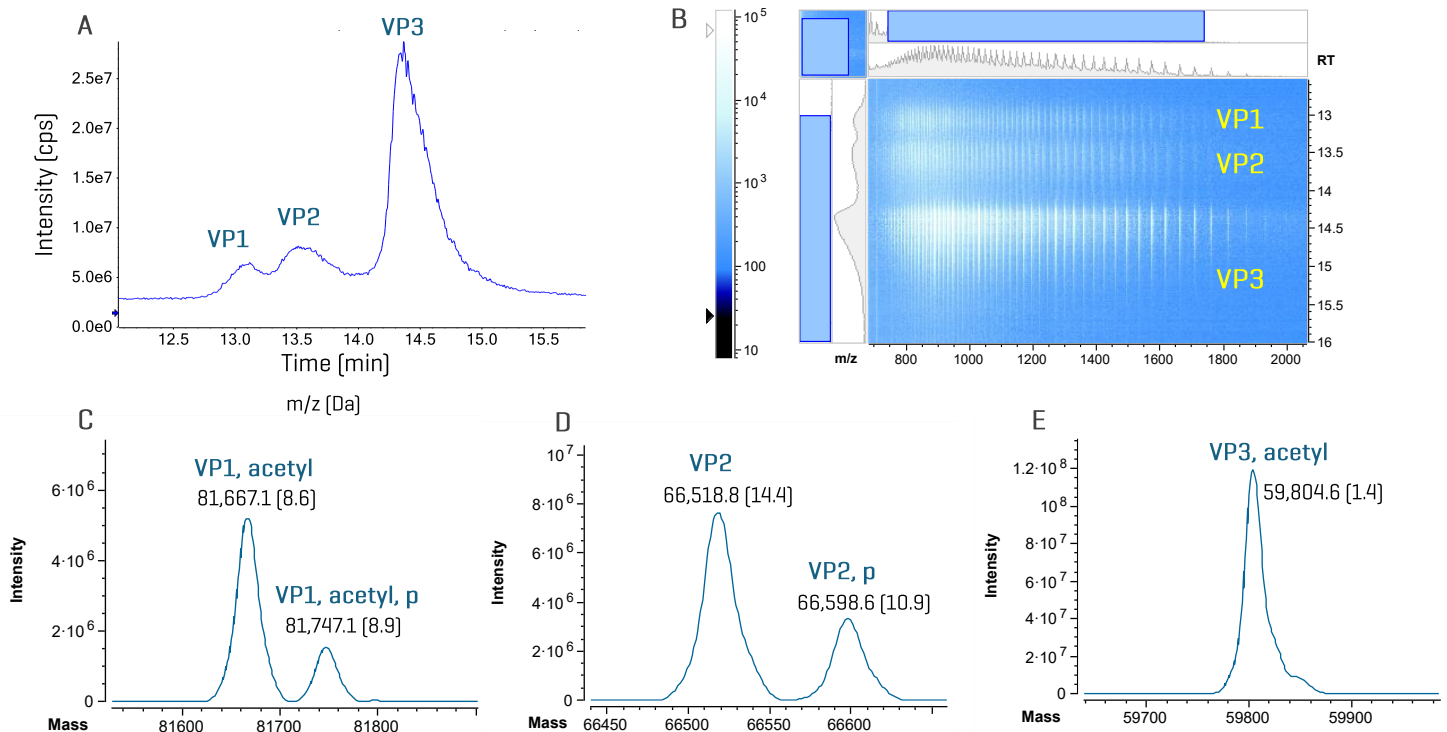 A
VP3
VP1
VP2
Intensity (cps)
2.5e7
2.0e7
1.5e7
1.0e7
5.0e6
0.0e0
12.5 13.0 13.5 14.0 14.5 15.0 15.5
Time (min)
m/z (Da)
B
10^5
10^4
10^3
100
10
RT
VP1
VP2
VP3
13
13.5
14
14.5
15
15.5
16
m/z 800 1000 1200 1400 1600 1800 2000
C
VP1, acetyl
81,667.1 (8.6)
VP1, acetyl, p
81,747.1 (8.9)
Intensity
6·10^6
4·10^6
2·10^6
0
Mass 81600 81700 81800
D
VP2
66,518.8 (14.4)
VP2, p
66,598.6 (10.9)
Intensity
10^7
8·10^6
6·10^6
4·10^6
2·10^6
0
Mass 66450 66500 66550 66600
E
VP3, acetyl
59,804.6 (1.4)
Intensity
1.2·10^8
10^8
8·10^7
6·10^7
4·10^7
2·10^7
0
Mass 59700 59800 59900